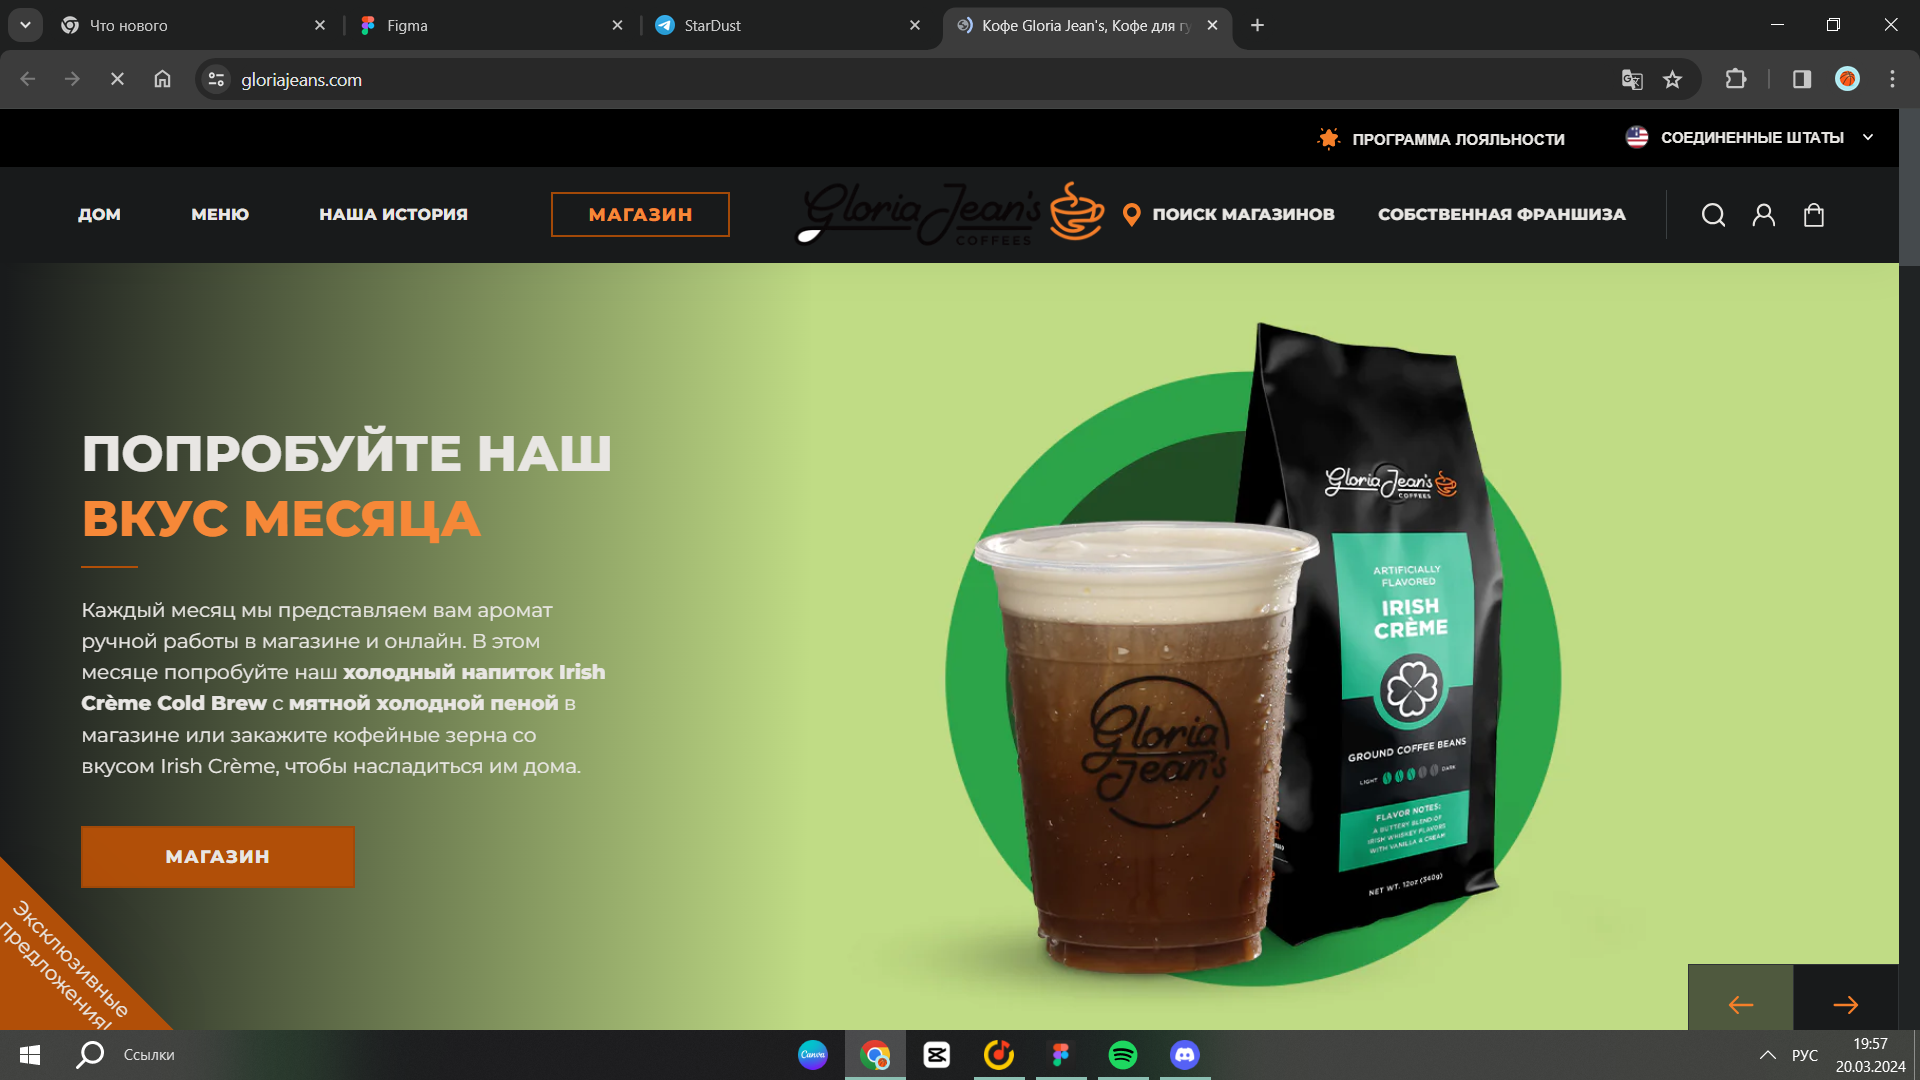 Что нового
Figma
StarDust
Кофе Gloria Jean's, Кофе для гу
gloriajeans.com
ПРОГРАММА ЛОЯЛЬНОСТИ
СОЕДИНЕННЫЕ ШТАТЫ
ДОМ
МЕНЮ
НАША ИСТОРИЯ
МАГАЗИН
Gloria Jean's
COFFEES
ПОИСК МАГАЗИНОВ
СОБСТВЕННАЯ ФРАНШИЗА
ПОПРОБУЙТЕ НАШ
ВКУС МЕСЯЦА
Каждый месяц мы представляем вам аромат
ручной работы в магазине и онлайн. В этом
месяце попробуйте наш холодный напиток Irish
Crème Cold Brew с мятной холодной пеной в
магазине или закажите кофейные зерна со
вкусом Irish Crème, чтобы насладиться им дома.
МАГАЗИН
Эксклюзивные
предложения!
Gloria Jean's
COFFEES
ARTIFICIALLY
FLAVORED
IRISH
CRÈME
GROUND COFFEE BEANS
LIGHT
DARK
FLAVOR NOTES:
A BUTTERY BLEND OF
IRISH WHISKEY FLAVORS
WITH VANILLA & CREAM
NET WT. 12oz (340g)
Gloria
Jean's
Ссылки
Canva
РУС
19:57
20.03.2024